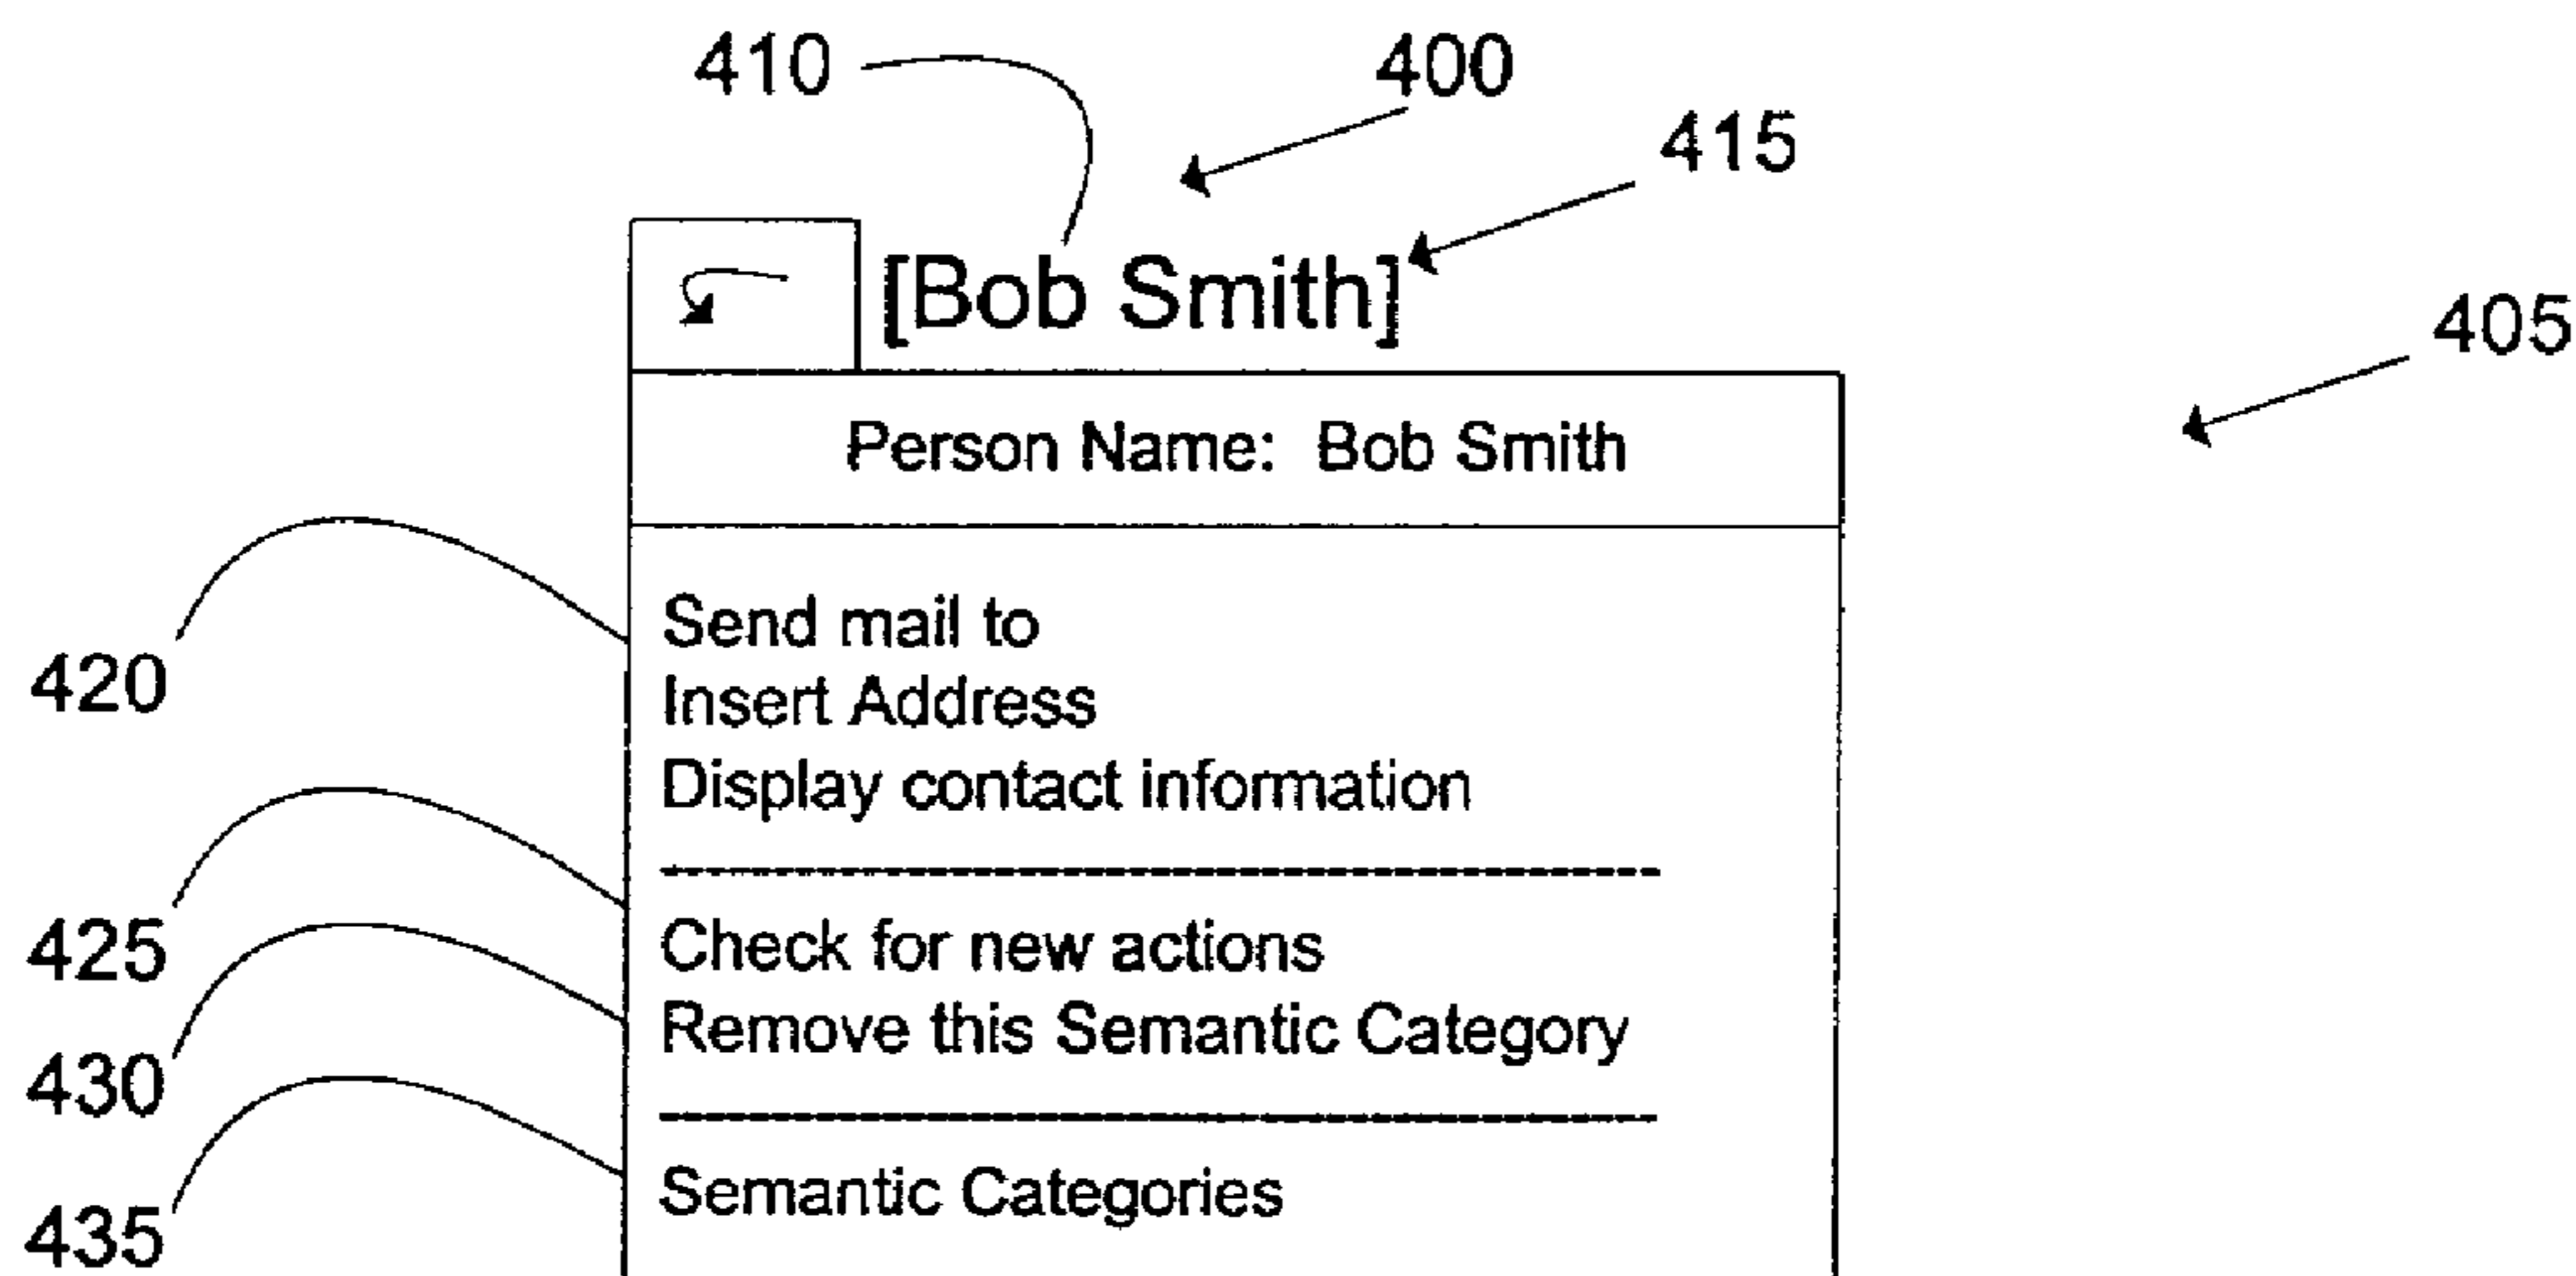 410
400
415
[Bob Smith]
405
Person Name: Bob Smith
Send mail to
420
Insert Address
Display contact information
425
Check for new actions
430
Remove this Semantic Category
435
Semantic Categories